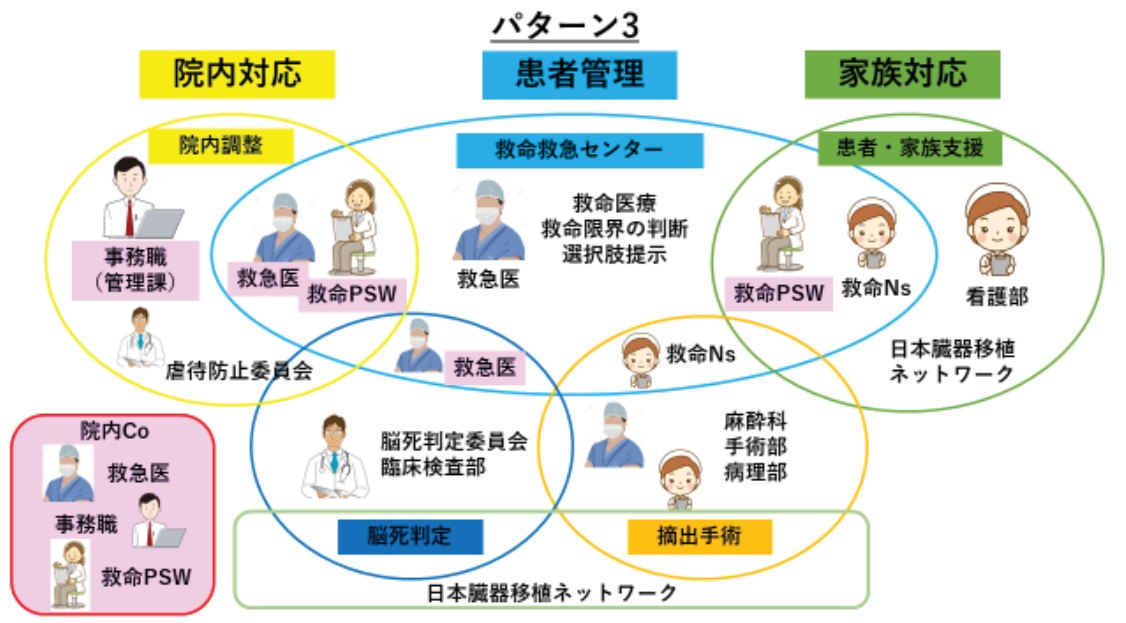 パターン3
院内対応
患者管理
家族対応
院内調整
救命救急センター
患者・家族支援
事務職
（管理課）
救急医
救命PSW
救急医
救命医療
救命限界の判断
選択肢提示
救命PSW
救命Ns
看護部
虐待防止委員会
救急医
救命Ns
日本臓器移植
ネットワーク
院内Co
救急医
事務職
救命PSW
脳死判定委員会
臨床検査部
麻酔科
手術部
病理部
脳死判定
摘出手術
日本臓器移植ネットワーク